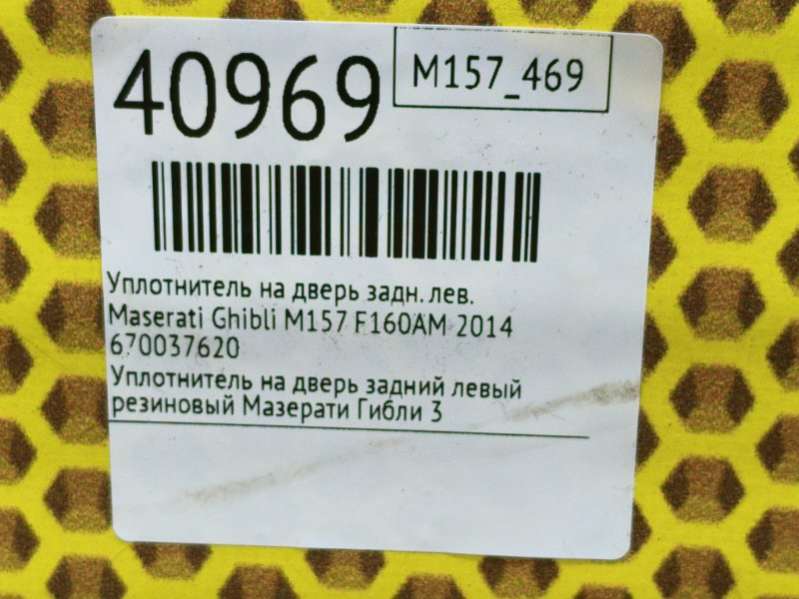 40969
M157_469
Уплотнитель на дверь задн. лев.
Maserati Ghibli M157 F160AM 2014
670037620
Уплотнитель на дверь задний левый
резиновый Мазерати Гибли 3